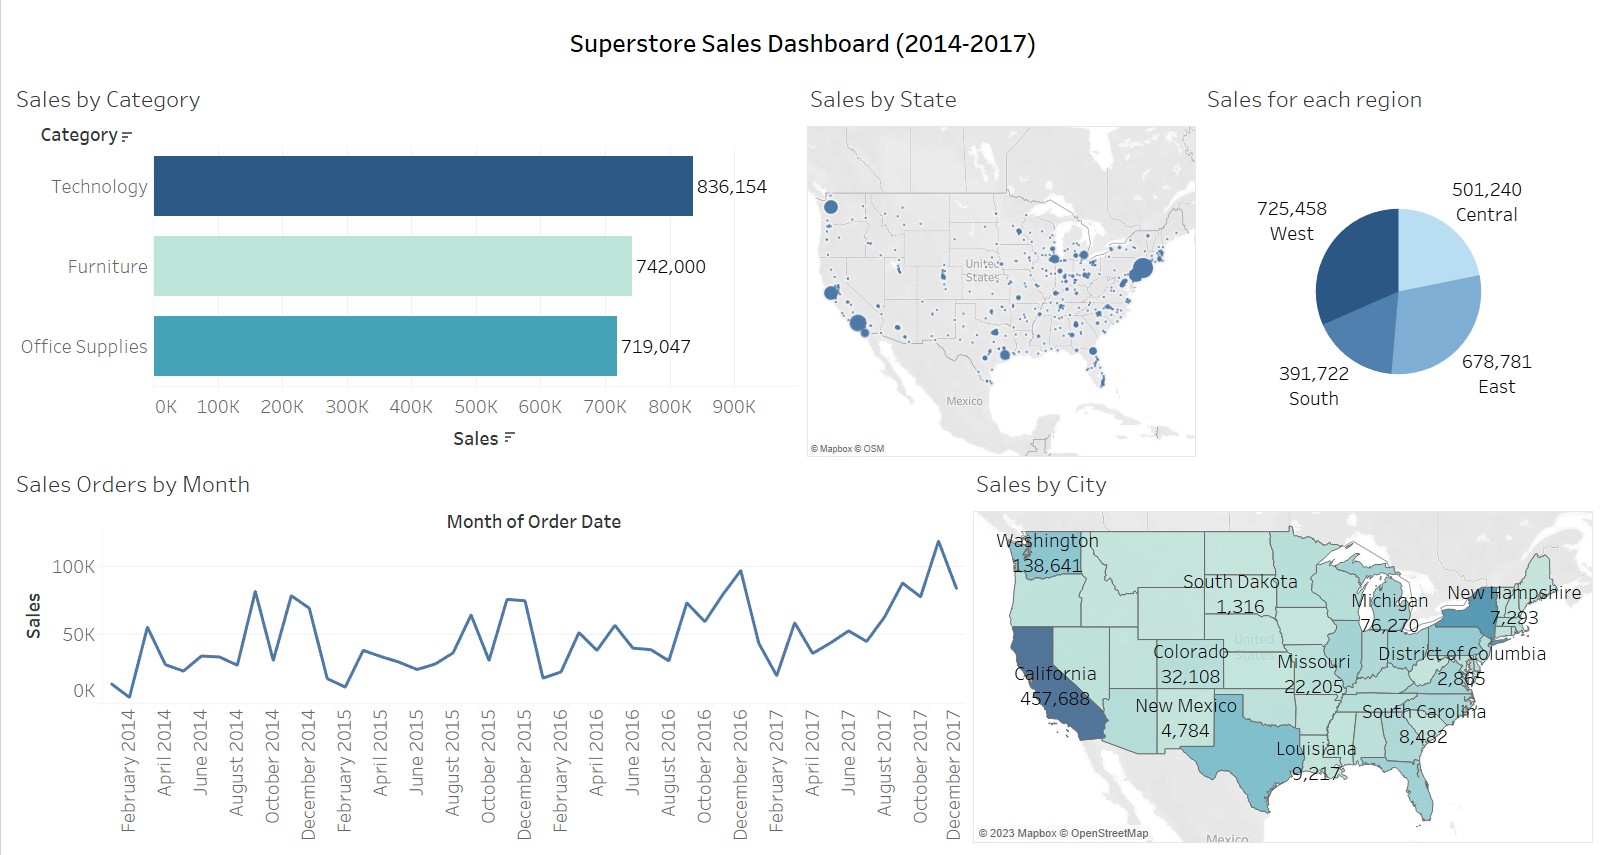 Superstore Sales Dashboard (2014-2017)
Sales by Category
Category
Technology
836,154
Furniture
742,000
Office Supplies
719,047
0K 100K 200K 300K 400K 500K 600K 700K 800K 900K
Sales
Sales by State
United
States
Mexico
© Mapbox © OSM
Sales for each region
725,458
West
501,240
Central
391,722
South
678,781
East
Sales Orders by Month
Month of Order Date
Sales
100K
50K
0K
February 2014
April 2014
June 2014
August 2014
October 2014
December 2014
February 2015
April 2015
June 2015
August 2015
October 2015
December 2015
February 2016
April 2016
June 2016
August 2016
October 2016
December 2016
February 2017
April 2017
June 2017
August 2017
October 2017
December 2017
Sales by City
Washington
138,641
South Dakota
1,316
Michigan
76,270
New Hampshire
7,293
United
States
Colorado
32,108
Missouri
22,205
District of Columbia
2,865
California
457,688
New Mexico
4,784
South Carolina
8,482
Louisiana
9,217
Mexico
© 2023 Mapbox © OpenStreetMap